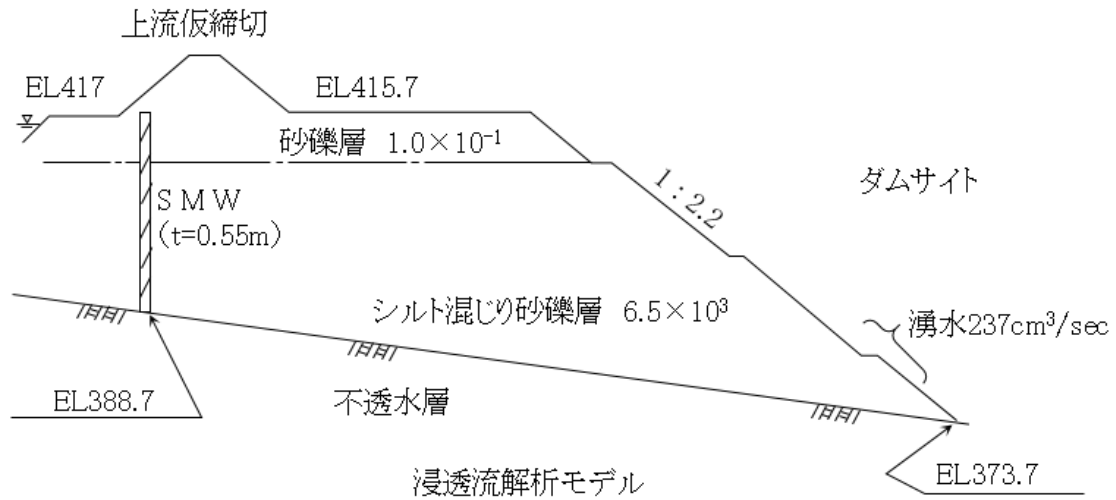 上流仮締切
EL417
EL415.7
砂礫層 1.0×10⁻¹
ダムサイト
1:2.2
SMW
(t=0.55m)
シルト混じり砂礫層 6.5×10³
湧水237cm³/sec
EL388.7
不透水層
EL373.7
浸透流解析モデル